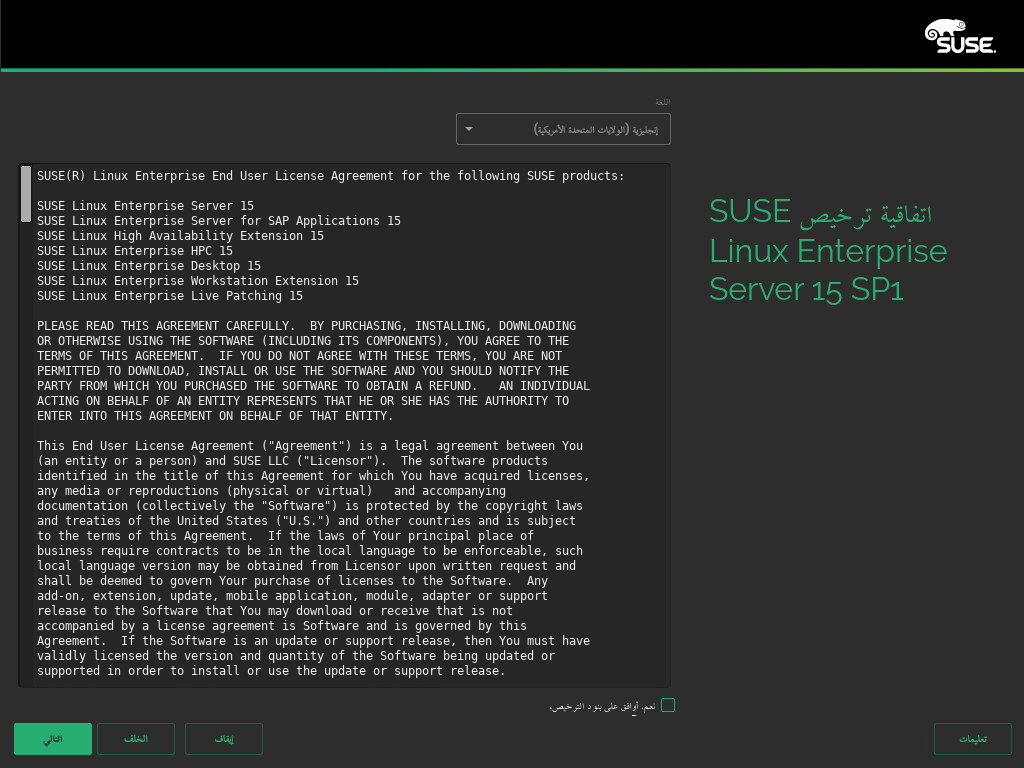 SUSE.
اللغة
إنجليزية (الولايات المتحدة الأمريكية)
SUSE(R) Linux Enterprise End User License Agreement for the following SUSE products:
SUSE Linux Enterprise Server 15
SUSE Linux Enterprise Server for SAP Applications 15
SUSE Linux High Availability Extension 15
SUSE Linux Enterprise HPC 15
SUSE Linux Enterprise Desktop 15
SUSE Linux Enterprise Workstation Extension 15
SUSE Linux Enterprise Live Patching 15
PLEASE READ THIS AGREEMENT CAREFULLY.  BY PURCHASING, INSTALLING, DOWNLOADING
OR OTHERWISE USING THE SOFTWARE (INCLUDING ITS COMPONENTS), YOU AGREE TO THE
TERMS OF THIS AGREEMENT.  IF YOU DO NOT AGREE WITH THESE TERMS, YOU ARE NOT
PERMITTED TO DOWNLOAD, INSTALL OR USE THE SOFTWARE AND YOU SHOULD NOTIFY THE
PARTY FROM WHICH YOU PURCHASED THE SOFTWARE TO OBTAIN A REFUND.   AN INDIVIDUAL
ACTING ON BEHALF OF AN ENTITY REPRESENTS THAT HE OR SHE HAS THE AUTHORITY TO
ENTER INTO THIS AGREEMENT ON BEHALF OF THAT ENTITY.
This End User License Agreement ("Agreement") is a legal agreement between You
(an entity or a person) and SUSE LLC ("Licensor").  The software products
identified in the title of this Agreement for which You have acquired licenses,
any media or reproductions (physical or virtual)   and accompanying
documentation (collectively the "Software") is protected by the copyright laws
and treaties of the United States ("U.S.") and other countries and is subject
to the terms of this Agreement.  If the laws of Your principal place of
business require contracts to be in the local language to be enforceable, such
local language version may be obtained from Licensor upon written request and
shall be deemed to govern Your purchase of licenses to the Software.  Any
add-on, extension, update, mobile application, module, adapter or support
release to the Software that You may download or receive that is not
accompanied by a license agreement is Software and is governed by this
Agreement.  If the Software is an update or support release, then You must have
validly licensed the version and quantity of the Software being updated or
supported in order to install or use the update or support release.
اتفاقية ترخيص SUSE
Linux Enterprise
Server 15 SP1
نعم. أوافق على بنود الترخيص.
تعليمات
إيقاف
الخلف
التالي